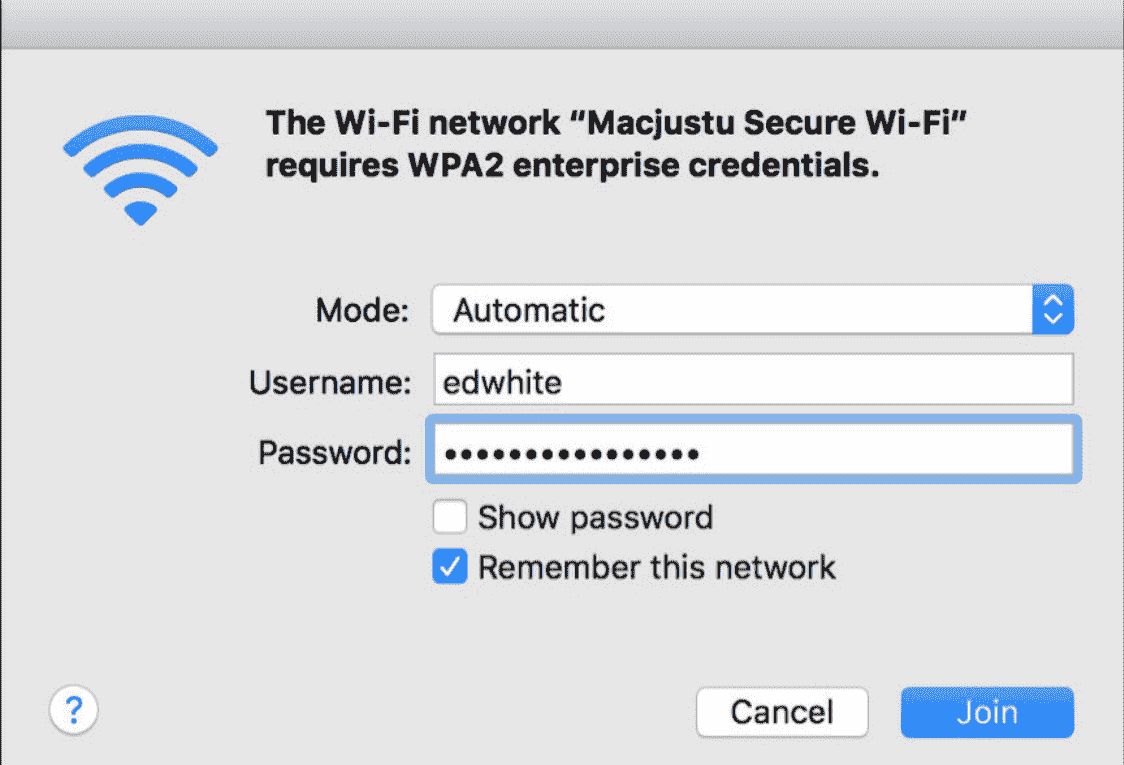 The Wi-Fi network “Macjustu Secure Wi-Fi”
requires WPA2 enterprise credentials.
Mode: Automatic
Username: edwhite
Password: ••••••••••••••••
Show password
Remember this network
? Cancel Join